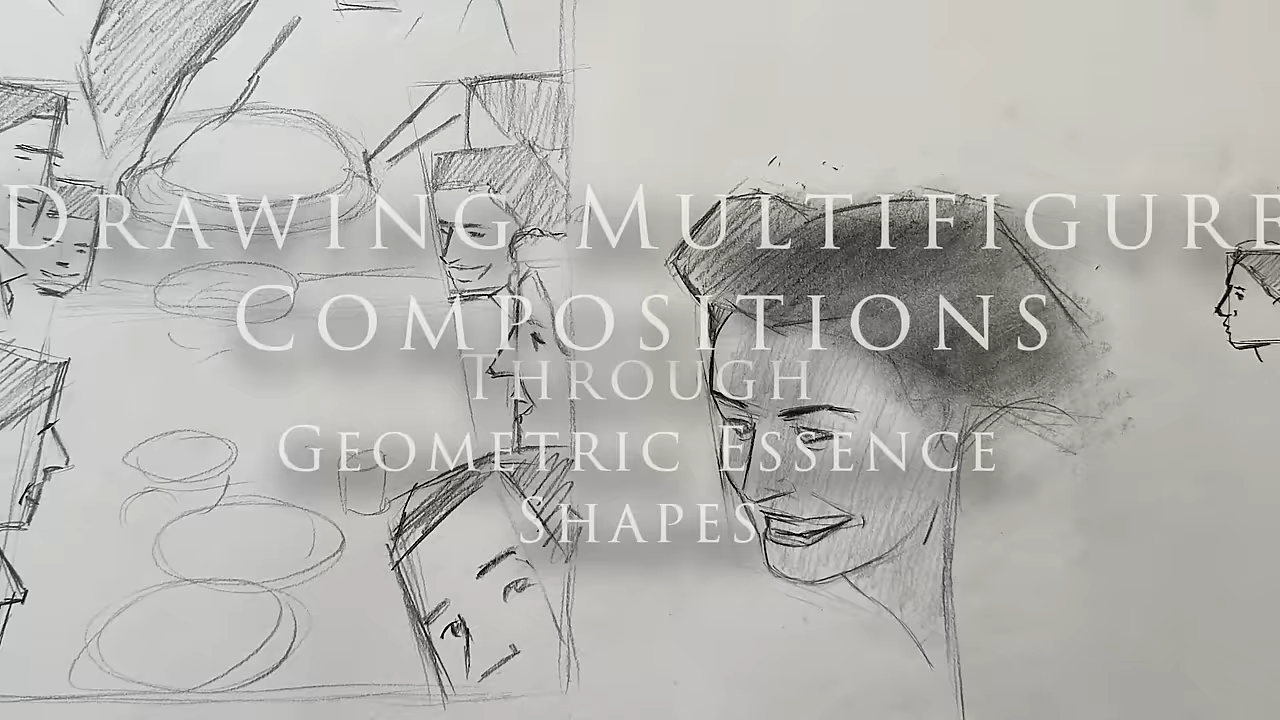 Drawing Multifigure
Compositions
Through
Geometric Essence
Shapes